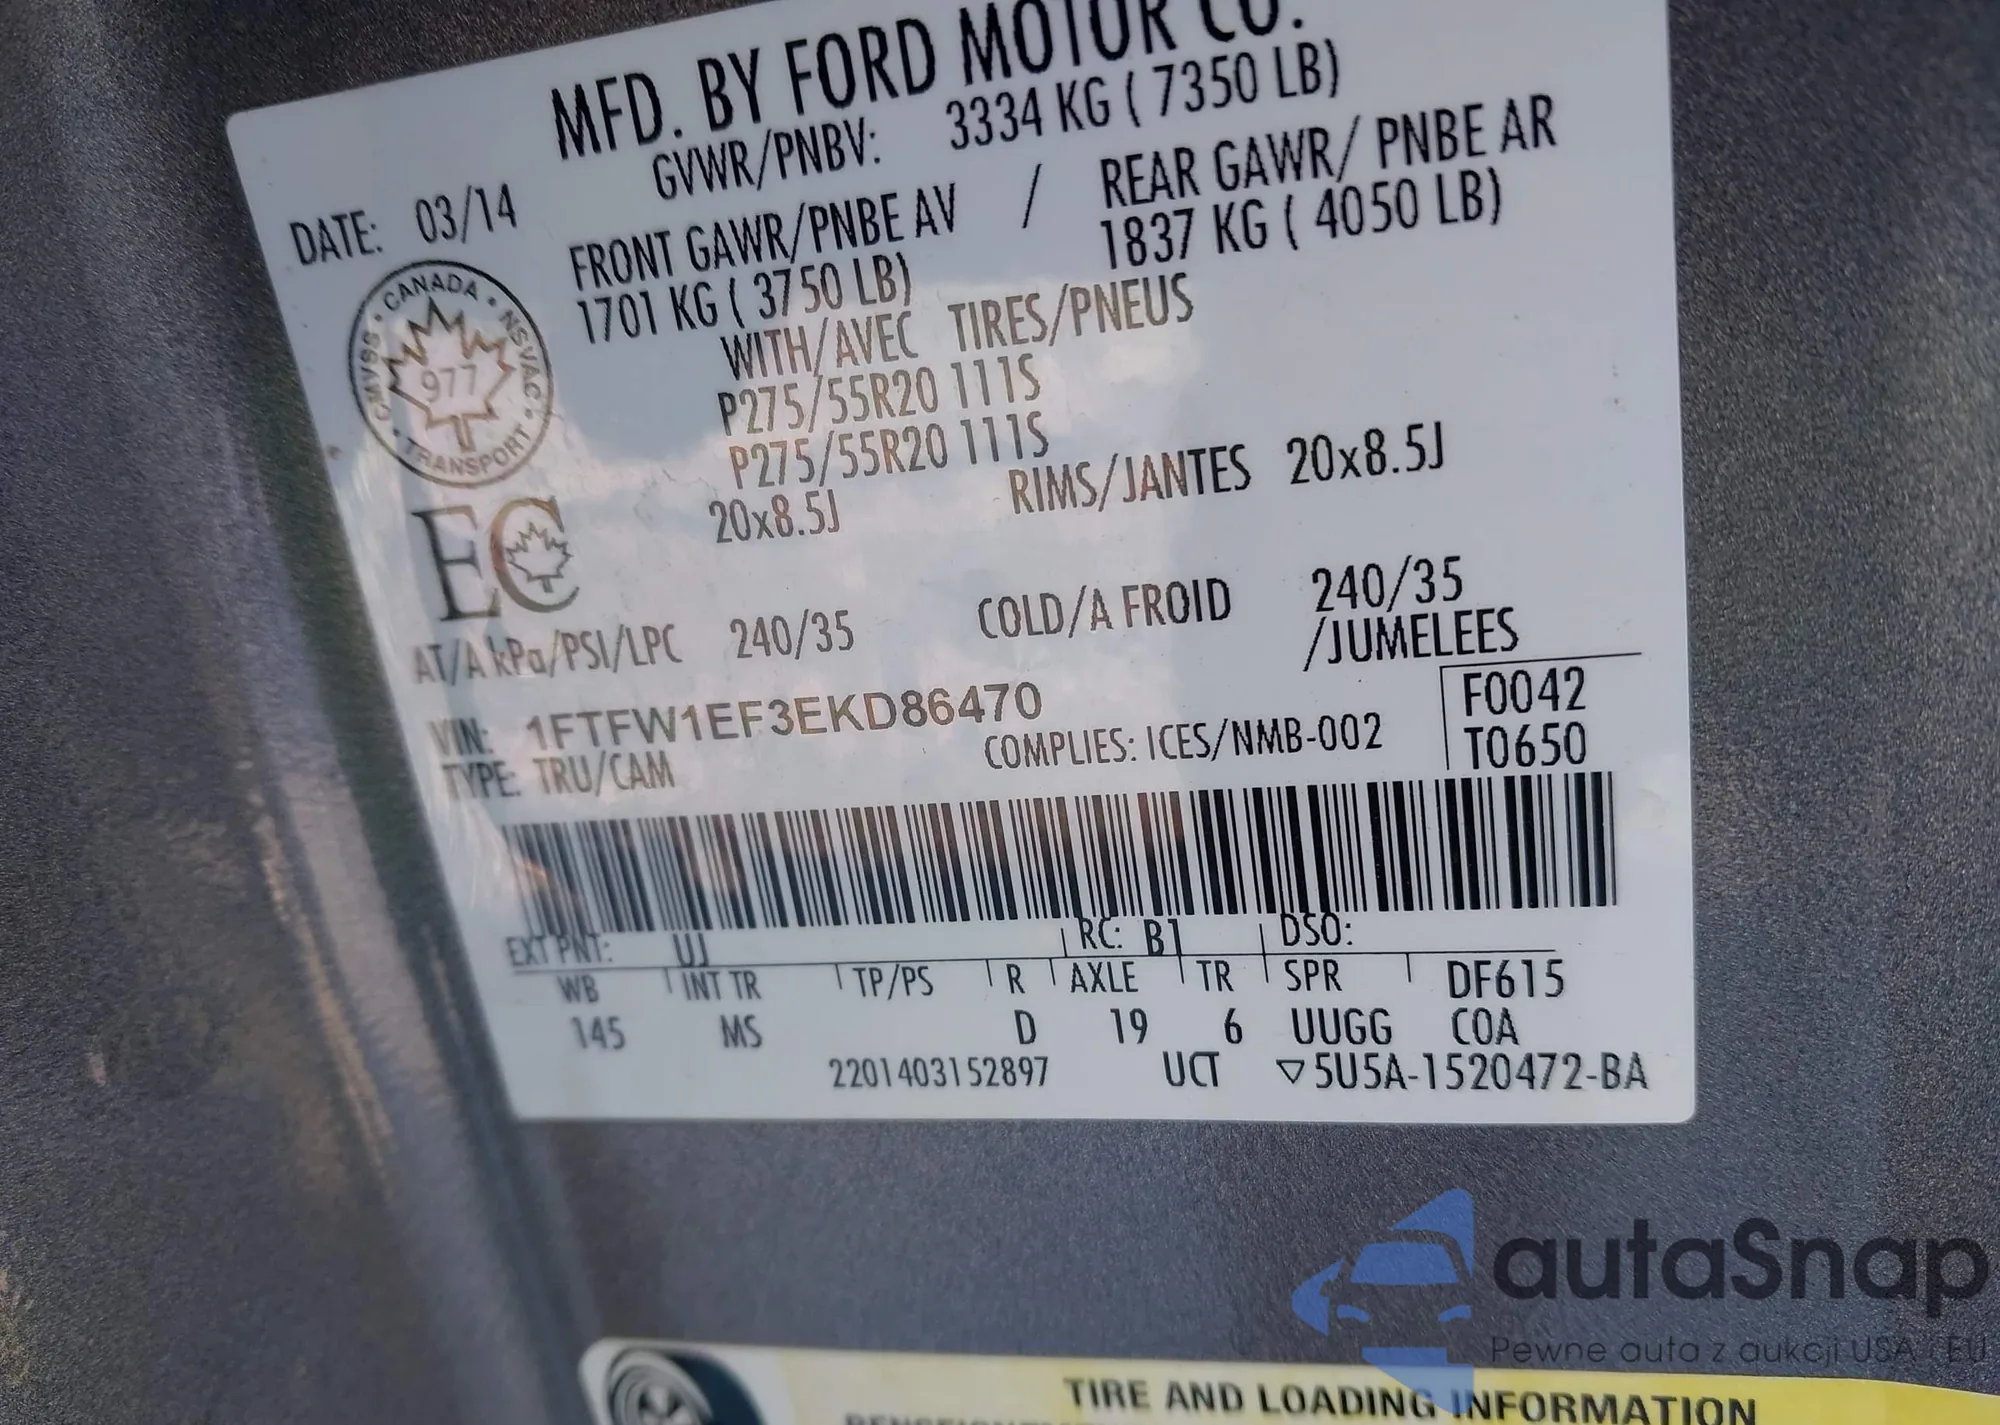 MFD. BY FORD MOTOR CO.
DATE: 03/14
GVWR/PNBV: 3334 KG ( 7350 LB)
FRONT GAWR/PNBE AV / REAR GAWR/ PNBE AR
1701 KG ( 3750 LB) 1837 KG ( 4050 LB)
WITH/AVEC TIRES/PNEUS
P275/55R20 111S
P275/55R20 111S
20x8.5J RIMS/JANTES 20x8.5J
CANADA • NSVAC • TRANSPORT • CMVSS •
977
EC
AT/A kPa/PSI/LPC 240/35 COLD/A FROID 240/35
/JUMELEES
VIN: 1FTFW1EF3EKD86470
TYPE: TRU/CAM COMPLIES: ICES/NMB-002
F0042
T0650
EXT PNT: UJ RC: B1 DSO:
WB INT TR TP/PS R AXLE TR SPR DF615
145 MS D 19 6 UUGG COA
2201403152897 UCT ▽5U5A-1520472-BA
autaSnap
Pewne auta z aukcji USA i EU
TIRE AND LOADING INFORMATION